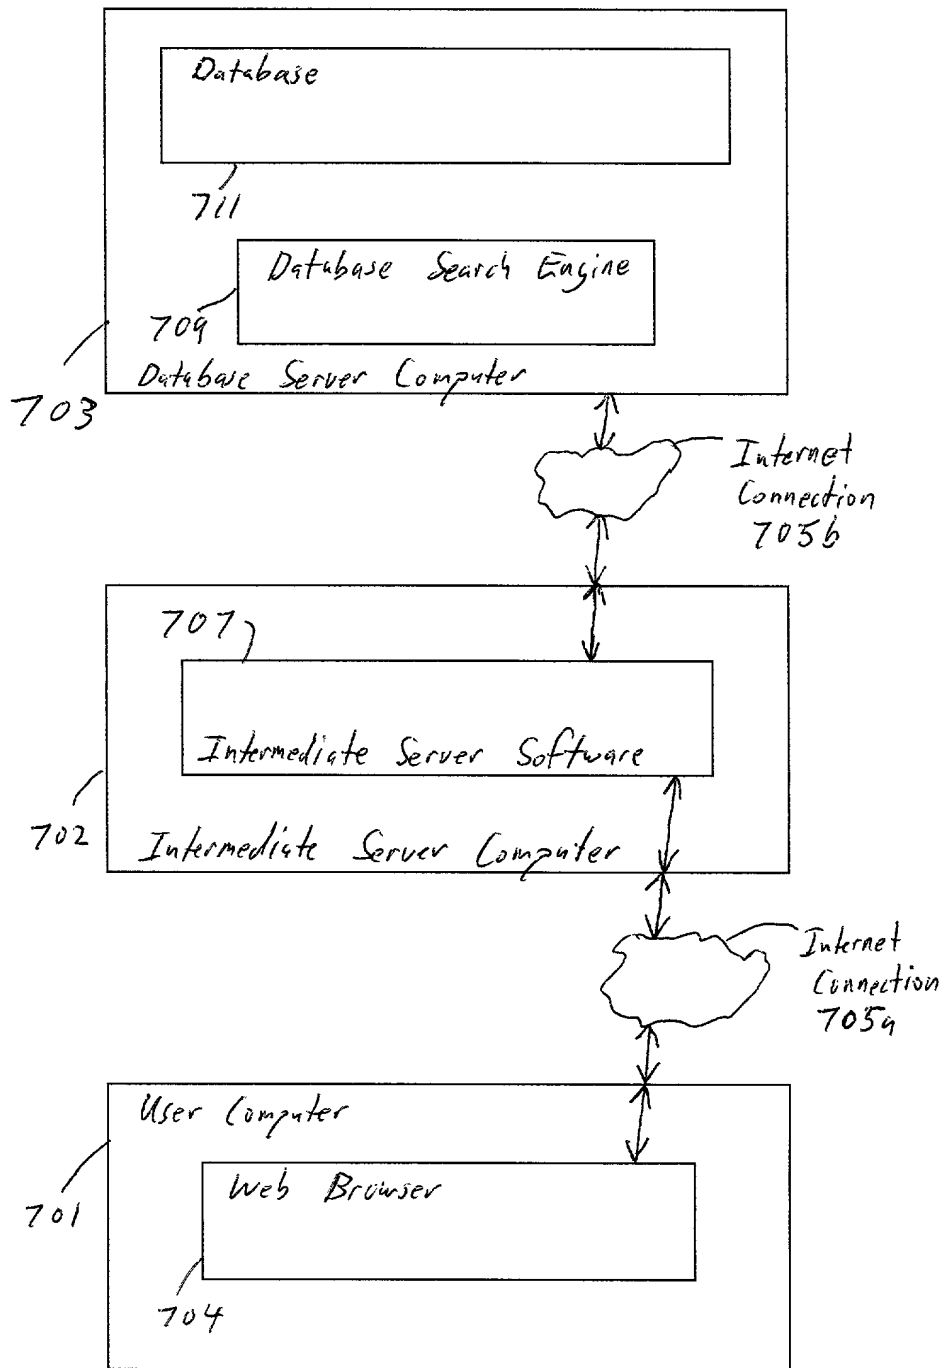 Database
711
Database Search Engine
709
Database Server Computer
703
Internet
Connection
705b
707
Intermediate Server Software
702
Intermediate Server Computer
Internet
Connection
705a
User Computer
Web Browser
701
704